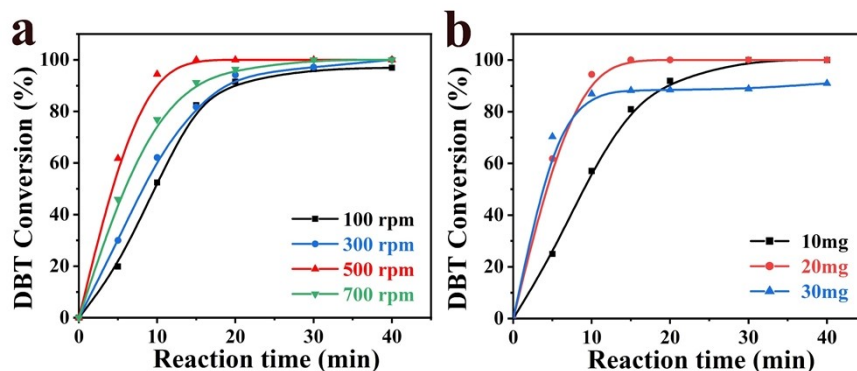 a
DBT Conversion (%)
100
80
60
40
20
0
100 rpm
300 rpm
500 rpm
700 rpm
0 10 20 30 40
Reaction time (min)
b
DBT Conversion (%)
100
80
60
40
20
0
10mg
20mg
30mg
0 10 20 30 40
Reaction time (min)